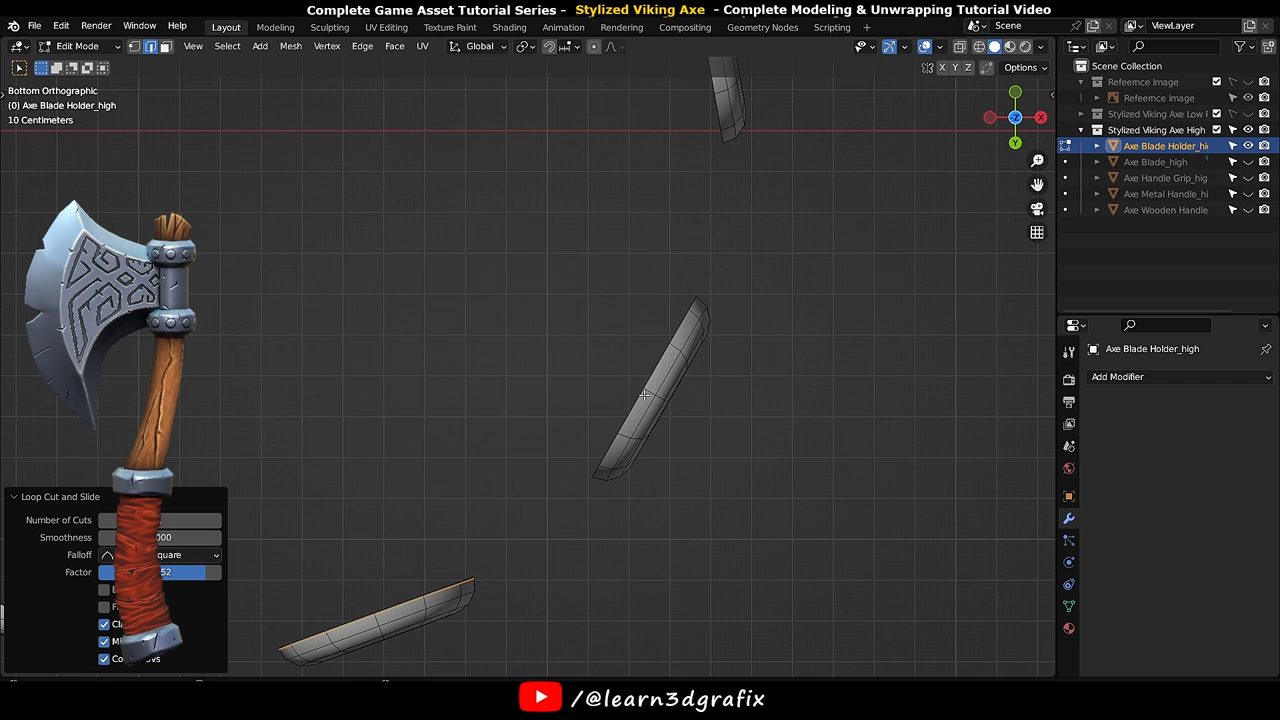 Complete Game Asset Tutorial Series - Stylized Viking Axe - Complete Modeling & Unwrapping Tutorial Video
File Edit Render Window Help Layout Modeling Sculpting UV Editing Texture Paint Shading Animation Rendering Compositing Geometry Nodes Scripting Scene ViewLayer
Edit Mode View Select Add Mesh Vertex Edge Face UV Global
X Y Z Options
Bottom Orthographic
(0) Axe Blade Holder_high
10 Centimeters
X
Z
Y
Scene Collection
Refeernce Image
Refeernce Image
Stylized Viking Axe Low
Stylized Viking Axe High
Axe Blade Holder_hi
Axe Blade_high
Axe Handle Grip_hig
Axe Metal Handle_hi
Axe Wooden Handle
Axe Blade Holder_high
Add Modifier
Loop Cut and Slide
Number of Cuts
Smoothness 000
Falloff quare
Factor 52
/@learn3dgrafix